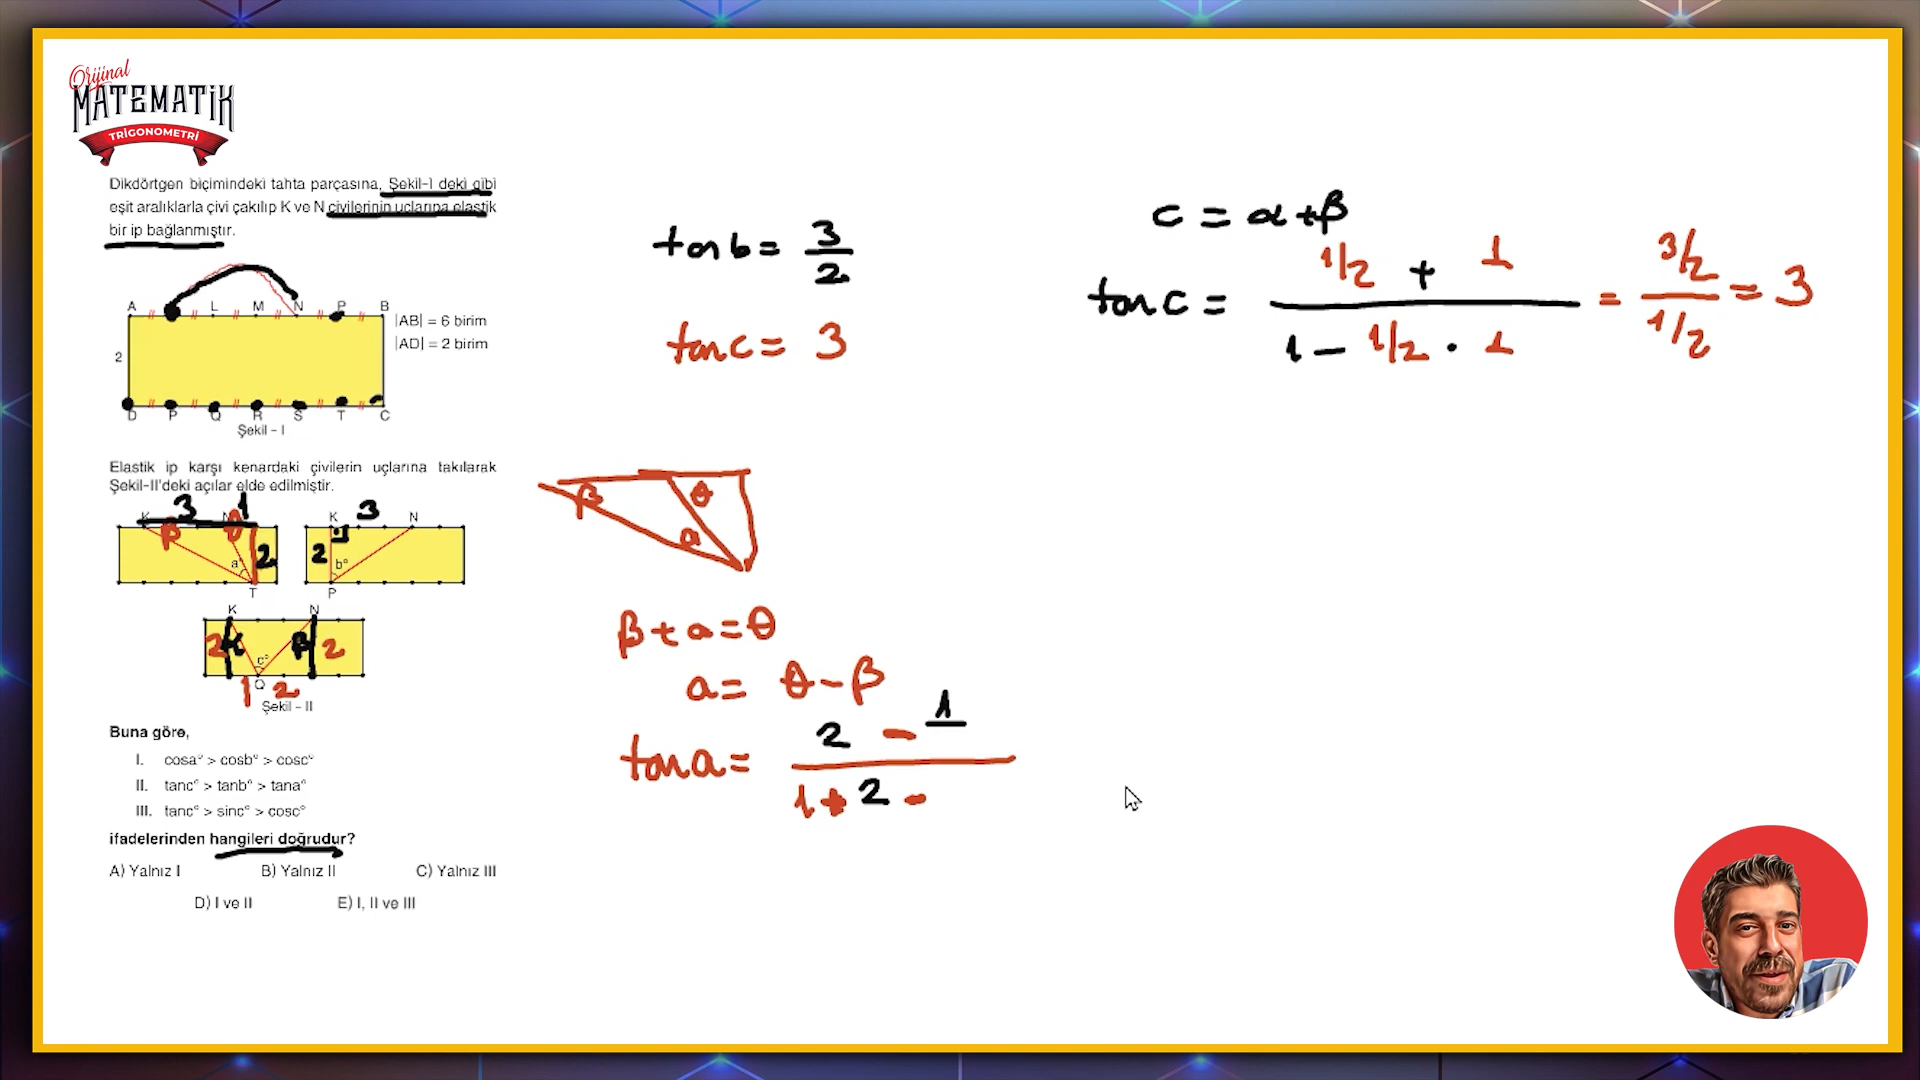 Orijinal
MATEMATİK
TRİGONOMETRİ
Dikdörtgen biçimindeki tahta parçasına, Şekil-I deki gibi
eşit aralıklarla çivi çakılıp K ve N çivilerinin uçlarına elastik
bir ip bağlanmıştır.
A L M N P B
|AB| = 6 birim
|AD| = 2 birim
2
D P Q R S T C
Şekil - I
Elastik ip karşı kenardaki çivilerin uçlarına takılarak
Şekil-II'deki açılar elde edilmiştir.
3 1
K N
β θ
a° 2
T
3
K N
2 b°
P
K N
2 α β 2
c°
1 Q 2
Şekil - II
Buna göre,
I. cosa° > cosb° > cosc°
II. tanc° > tanb° > tana°
III. tanc° > sinc° > cosc°
ifadelerinden hangileri doğrudur?
A) Yalnız I B) Yalnız II C) Yalnız III
D) I ve II E) I, II ve III
tan b = 3/2
tan c = 3
β θ
a
β + a = θ
a = θ - β
2 - 1
tan a =
1 + 2 -
c = α + β
1/2 + 1 3/2
tan c = = = 3
1 - 1/2 . 1 1/2